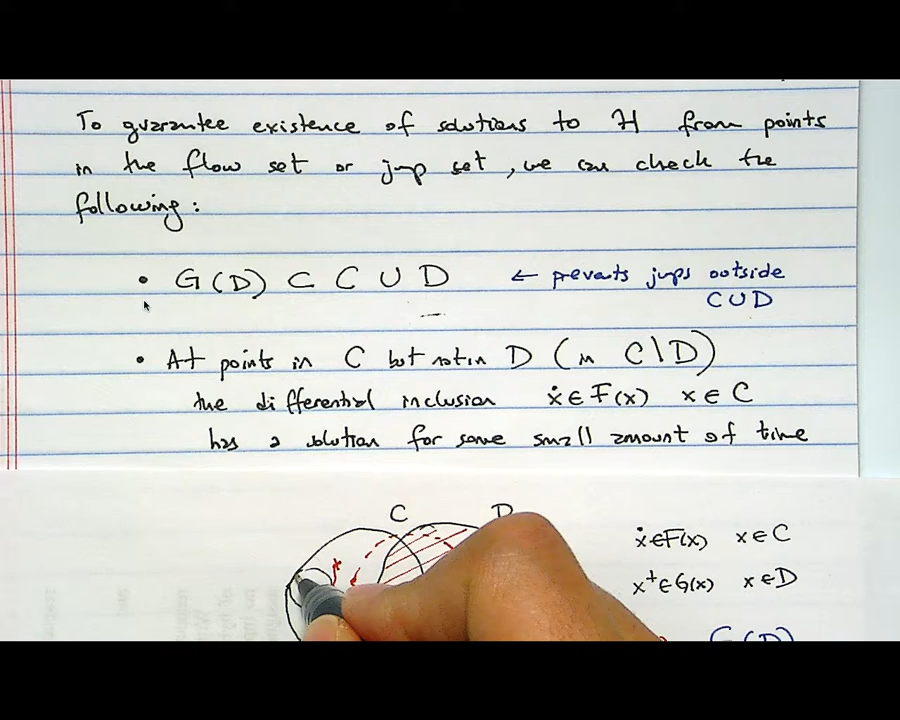 To guarantee existence of solutions to H from points
in the flow set or jump set, we can check the
following:
• G(D) ⊂ C ∪ D ← prevents jumps outside
C ∪ D
• At points in C but not in D (in C\D)
the differential inclusion ẋ ∈ F(x) x ∈ C
has a solution for some small amount of time
C D
ẋ ∈ F(x) x ∈ C
x⁺ ∈ G(x) x ∈ D
G(D)